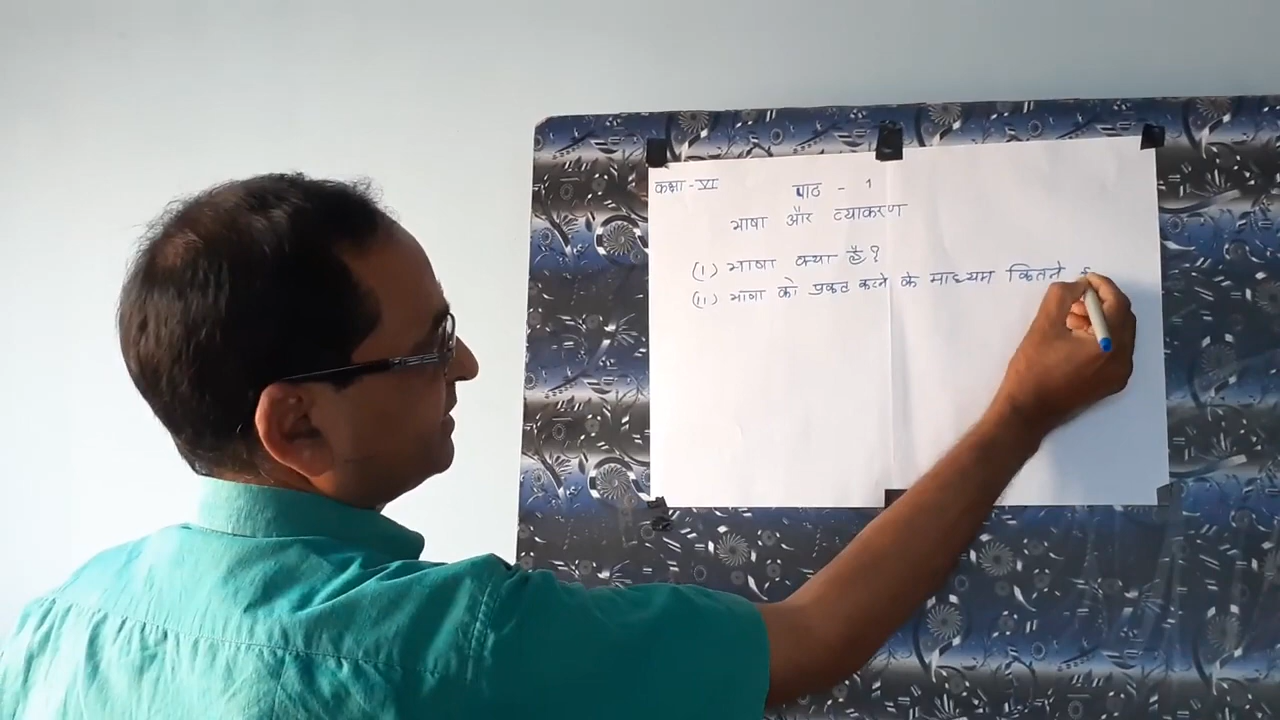 कक्षा - VI
पाठ - 1
भाषा और व्याकरण
(i) भाषा क्या है?
(ii) भाषा को प्रकट करने के माध्यम कितने